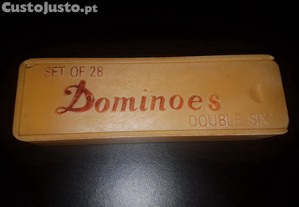 CustoJusto.pt
SET OF 28
Dominoes
DOUBLE SIX